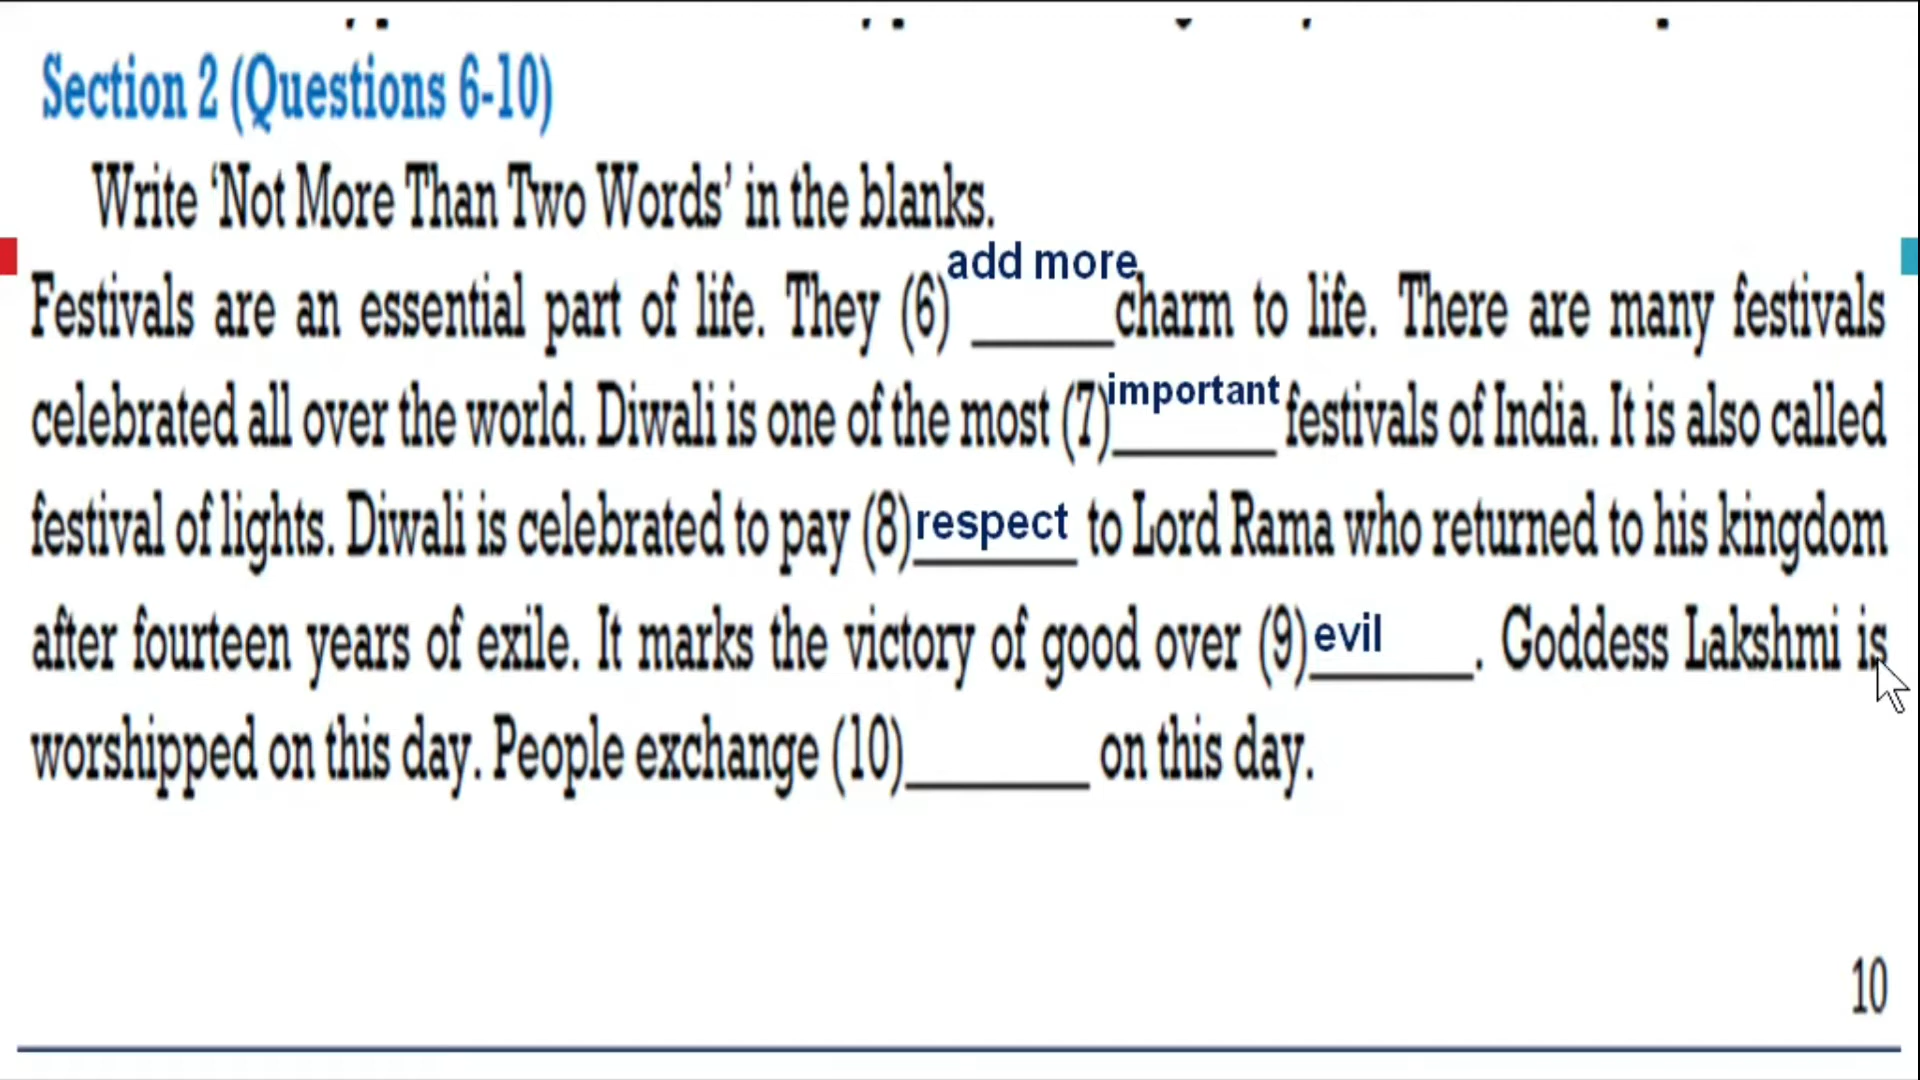 Section 2 (Questions 6-10)
Write ‘Not More Than Two Words’ in the blanks.
Festivals are an essential part of life. They (6) add more charm to life. There are many festivals
celebrated all over the world. Diwali is one of the most (7) important festivals of India. It is also called
festival of lights. Diwali is celebrated to pay (8) respect to Lord Rama who returned to his kingdom
after fourteen years of exile. It marks the victory of good over (9) evil. Goddess Lakshmi is
worshipped on this day. People exchange (10)________ on this day.
10